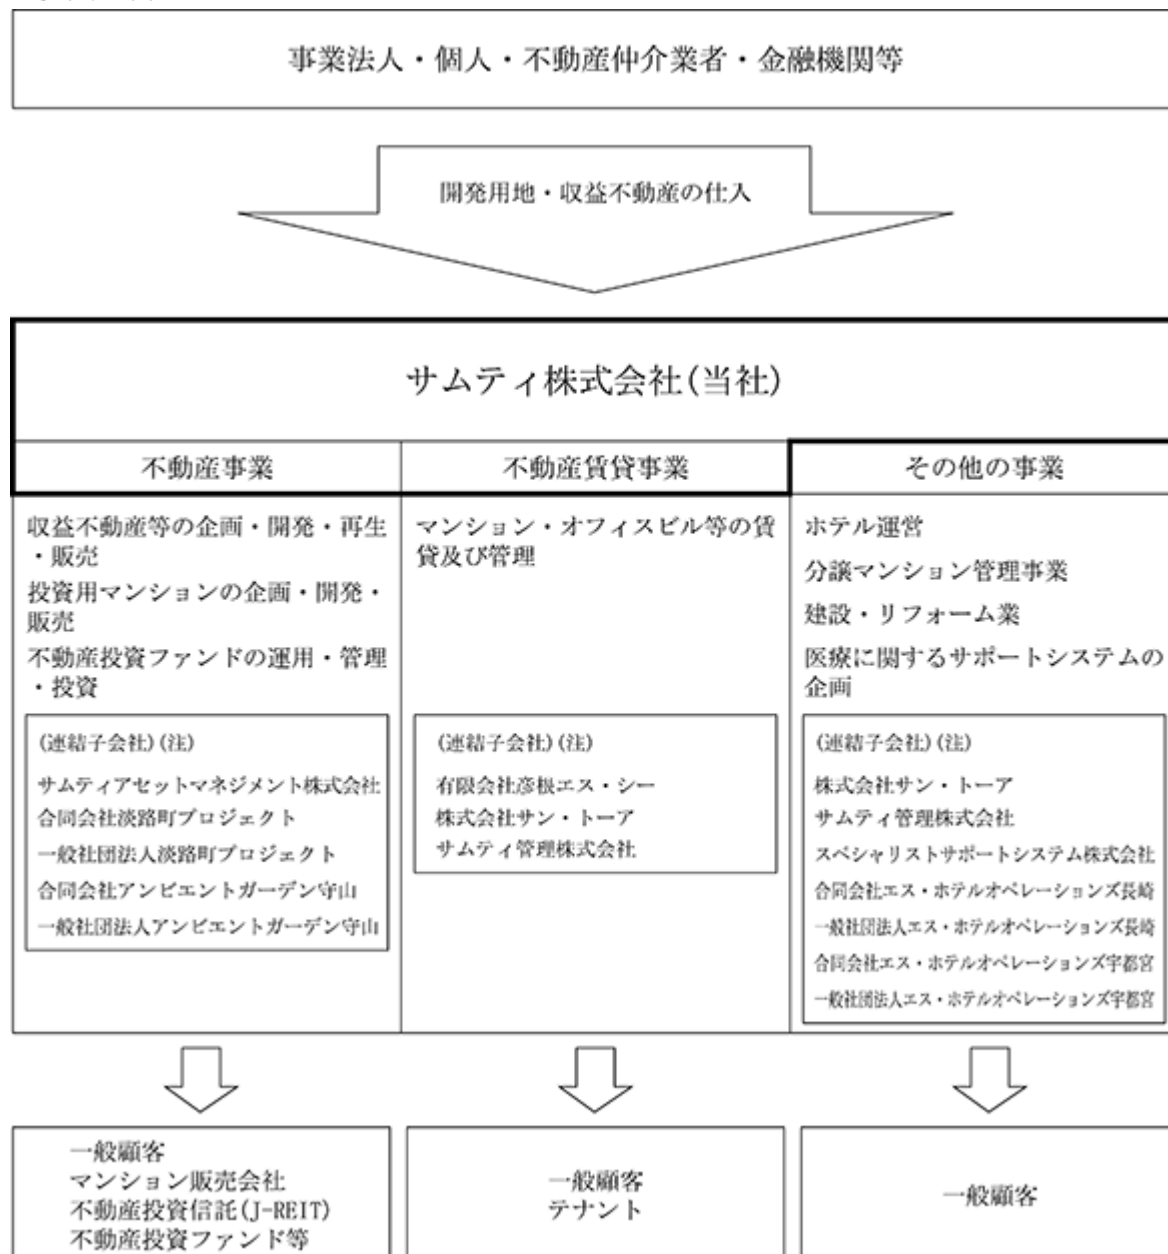 事業法人・個人・不動産仲介業者・金融機関等
開発用地・収益不動産の仕入
サムティ株式会社(当社)
不動産事業
収益不動産等の企画・開発・再生
・販売
投資用マンションの企画・開発・
販売
不動産投資ファンドの運用・管理
・投資
(連結子会社)(注)
サムティアセットマネジメント株式会社
合同会社淡路町プロジェクト
一般社団法人淡路町プロジェクト
合同会社アンビエントガーデン守山
一般社団法人アンビエントガーデン守山
不動産賃貸事業
マンション・オフィスビル等の賃
貸及び管理
(連結子会社)(注)
有限会社彦根エス・シー
株式会社サン・トーア
サムティ管理株式会社
その他の事業
ホテル運営
分譲マンション管理事業
建設・リフォーム業
医療に関するサポートシステムの
企画
(連結子会社)(注)
株式会社サン・トーア
サムティ管理株式会社
スペシャリストサポートシステム株式会社
合同会社エス・ホテルオペレーションズ長崎
一般社団法人エス・ホテルオペレーションズ長崎
合同会社エス・ホテルオペレーションズ宇都宮
一般社団法人エス・ホテルオペレーションズ宇都宮
一般顧客
マンション販売会社
不動産投資信託(J-REIT)
不動産投資ファンド等
一般顧客
テナント
一般顧客